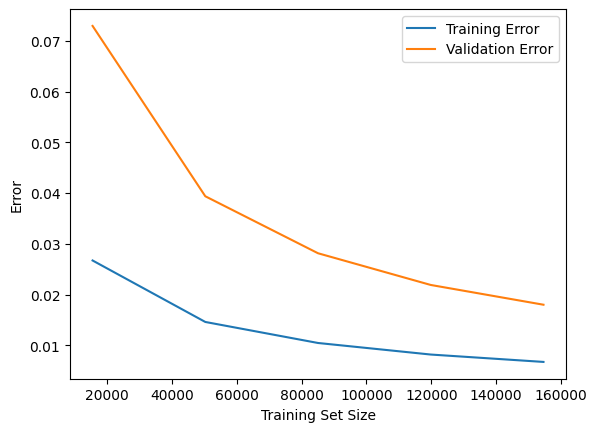 Training Error
Validation Error
0.07
0.06
0.05
0.04
0.03
0.02
0.01
Error
20000 40000 60000 80000 100000 120000 140000 160000
Training Set Size